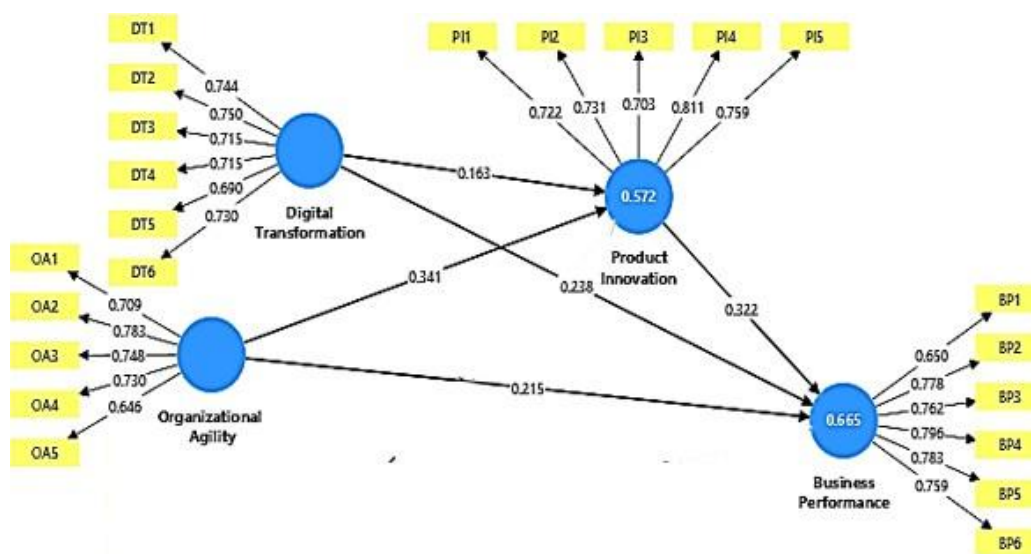 DT1
DT2
DT3
DT4
DT5
DT6
0.744
0.750
0.715
0.715
0.690
0.730
Digital
Transformation
PI1
PI2
PI3
PI4
PI5
0.722
0.731
0.703
0.811
0.759
0.572
Product
Innovation
0.163
0.341
0.238
0.322
0.215
OA1
OA2
OA3
OA4
OA5
0.709
0.783
0.748
0.730
0.646
Organizational
Agility
BP1
BP2
BP3
BP4
BP5
BP6
0.650
0.778
0.762
0.796
0.783
0.759
0.665
Business
Performance